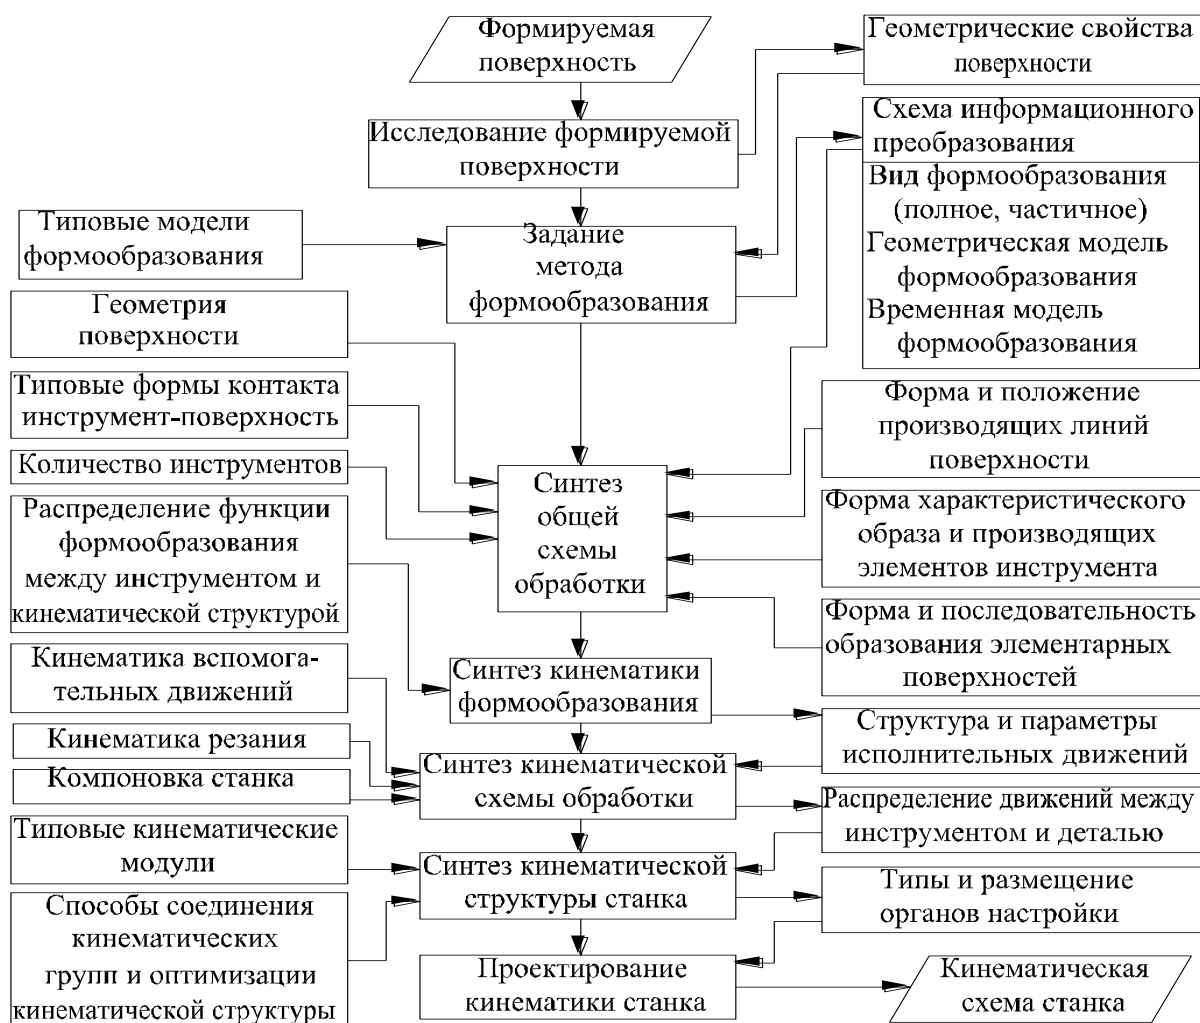 Формируемая
поверхность
Геометрические свойства
поверхности
Исследование формируемой
поверхности
Схема информационного
преобразования
Вид формообразования
(полное, частичное)
Геометрическая модель
формообразования
Временная модель
формообразования
Типовые модели
формообразования
Задание
метода
формообразования
Геометрия
поверхности
Типовые формы контакта
инструмент-поверхность
Количество инструментов
Распределение функции
формообразования
между инструментом и
кинематической структурой
Синтез
общей
схемы
обработки
Форма и положение
производящих линий
поверхности
Форма характеристического
образа и производящих
элементов инструмента
Форма и последовательность
образования элементарных
поверхностей
Кинематика вспомога-
тельных движений
Синтез кинематики
формообразования
Структура и параметры
исполнительных движений
Кинематика резания
Компоновка станка
Синтез кинематической
схемы обработки
Распределение движений между
инструментом и деталью
Типовые кинематические
модули
Синтез кинематической
структуры станка
Типы и размещение
органов настройки
Способы соединения
кинематических
групп и оптимизации
кинематической структуры
Проектирование
кинематики станка
Кинематическая
схема станка